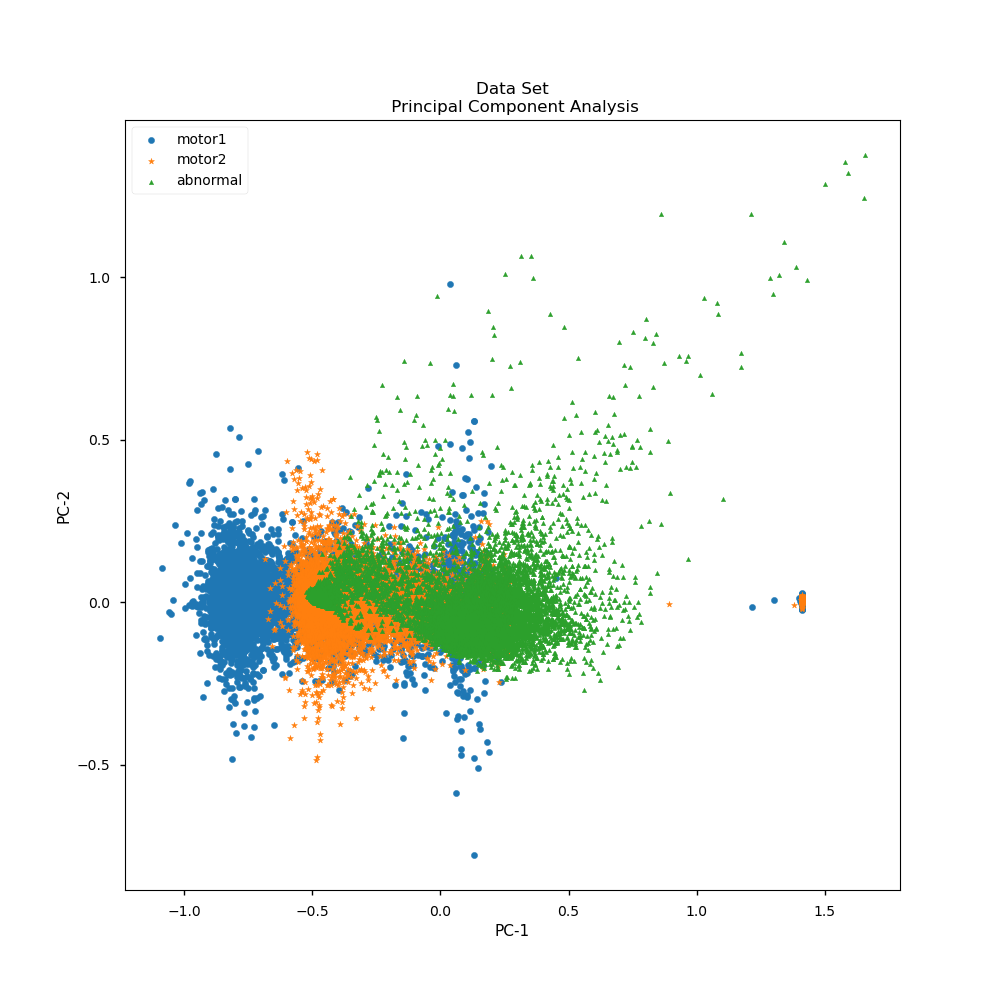 Data Set
Principal Component Analysis
motor1
motor2
abnormal
PC-2
1.0
0.5
0.0
−0.5
−1.0
−0.5
0.0
0.5
1.0
1.5
PC-1